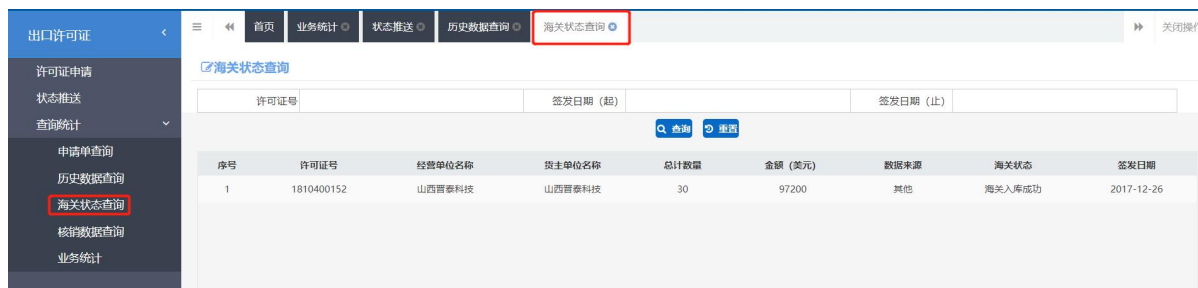 出口许可证
首页 业务统计 状态推送 历史数据查询 海关状态查询 关闭操作
许可证申请
状态推送
查询统计
申请单查询
历史数据查询
海关状态查询
核销数据查询
业务统计
海关状态查询
许可证号 签发日期（起） 签发日期（止）
查询 重置
序号 许可证号 经营单位名称 货主单位名称 总计数量 金额（美元） 数据来源 海关状态 签发日期
1 1810400152 山西晋泰科技 山西晋泰科技 30 97200 其他 海关入库成功 2017-12-26